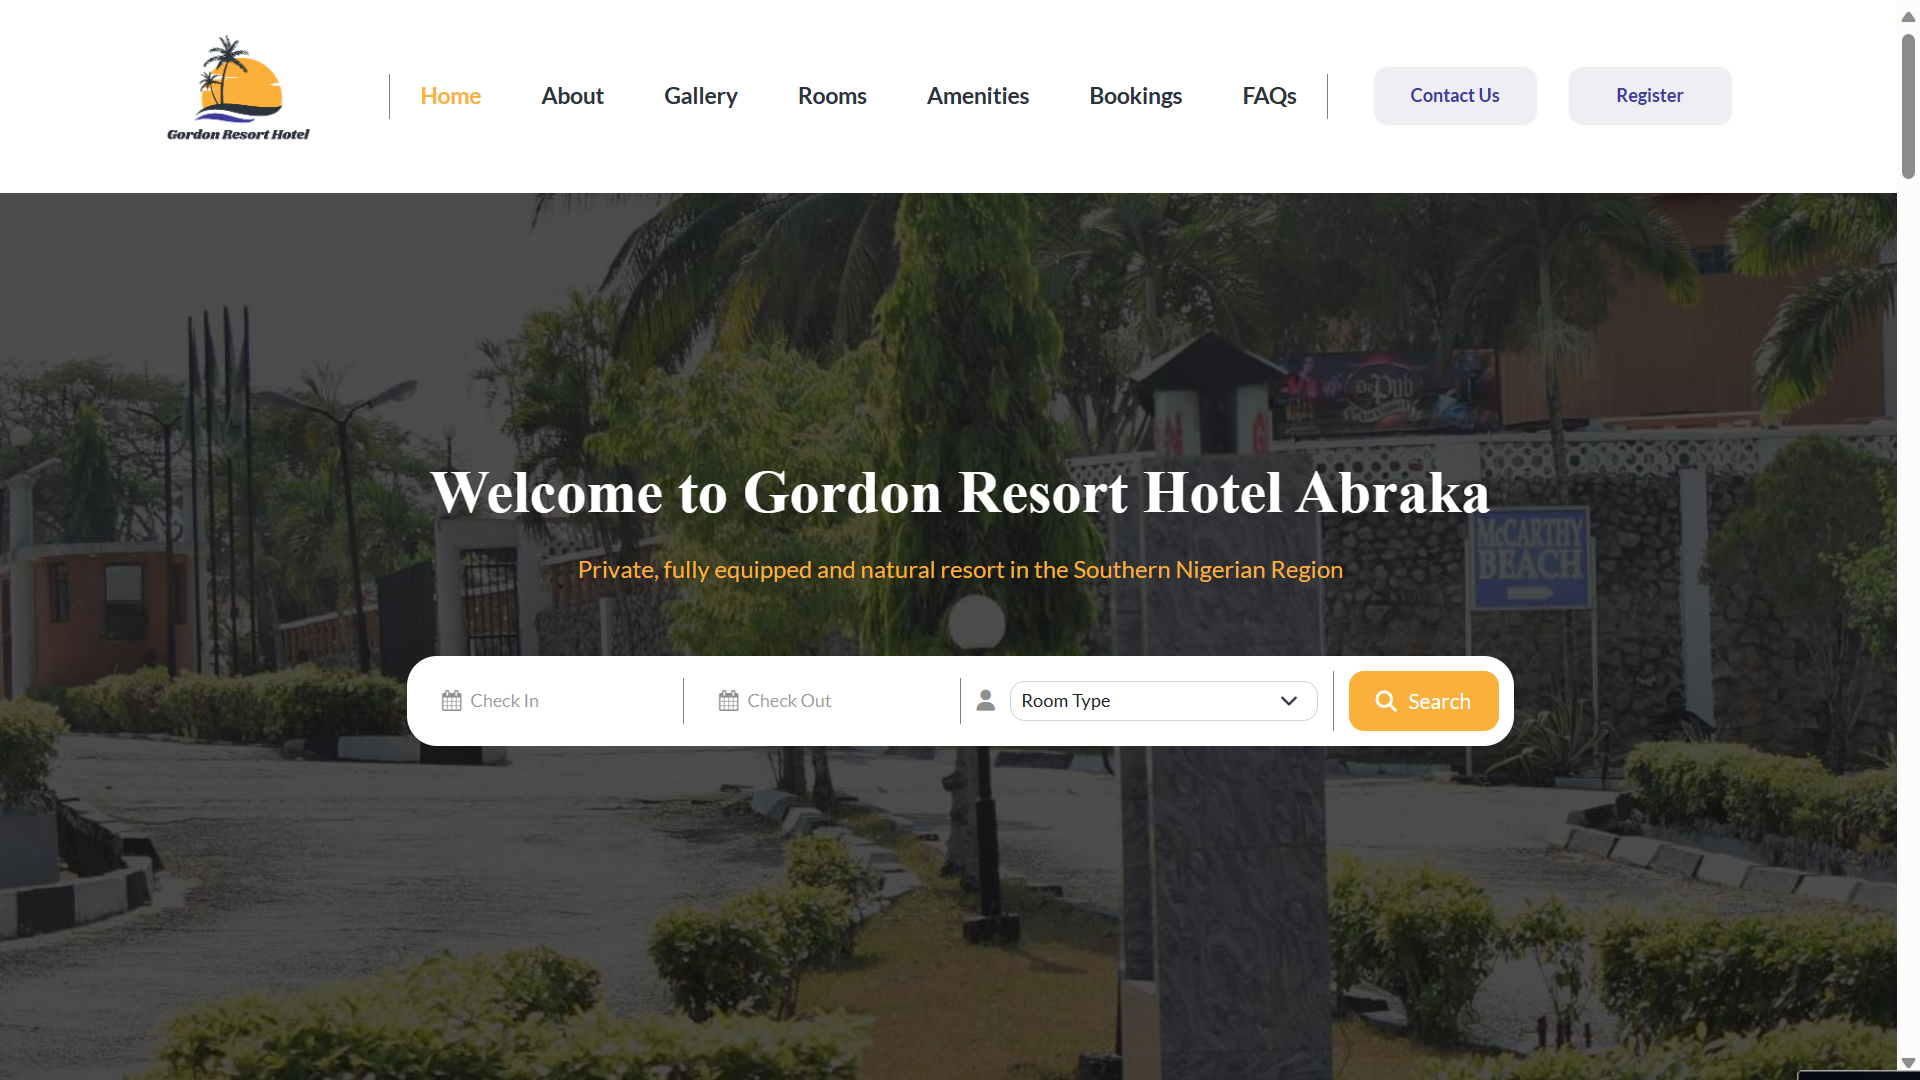 Gordon Resort Hotel
Home
About
Gallery
Rooms
Amenities
Bookings
FAQs
Contact Us
Register
De Pub
Welcome to Gordon Resort Hotel Abraka
McCARTHY
BEACH
Private, fully equipped and natural resort in the Southern Nigerian Region
Check In
Check Out
Room Type
Search